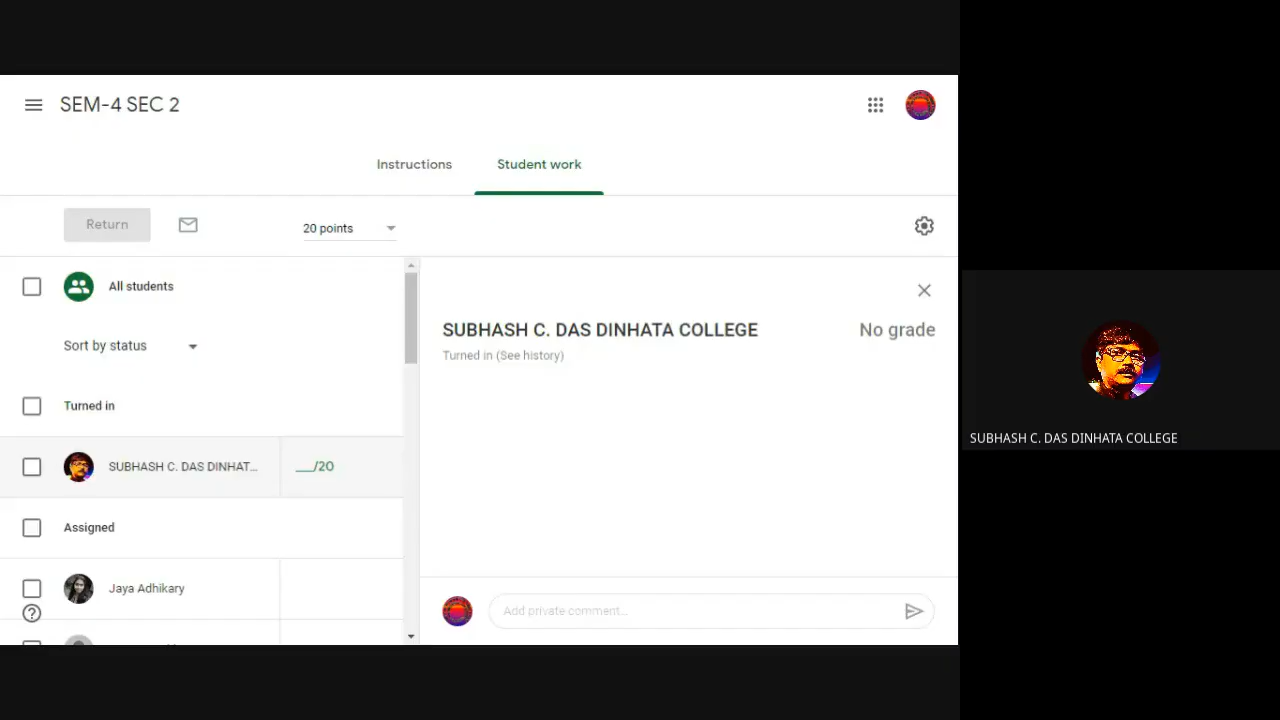 SEM-4 SEC 2
Instructions
Student work
Return
20 points
All students
Sort by status
Turned in
SUBHASH C. DAS DINHAT...
__/20
Assigned
Jaya Adhikary
SUBHASH C. DAS DINHATA COLLEGE
No grade
Turned in (See history)
Add private comment...
SUBHASH C. DAS DINHATA COLLEGE